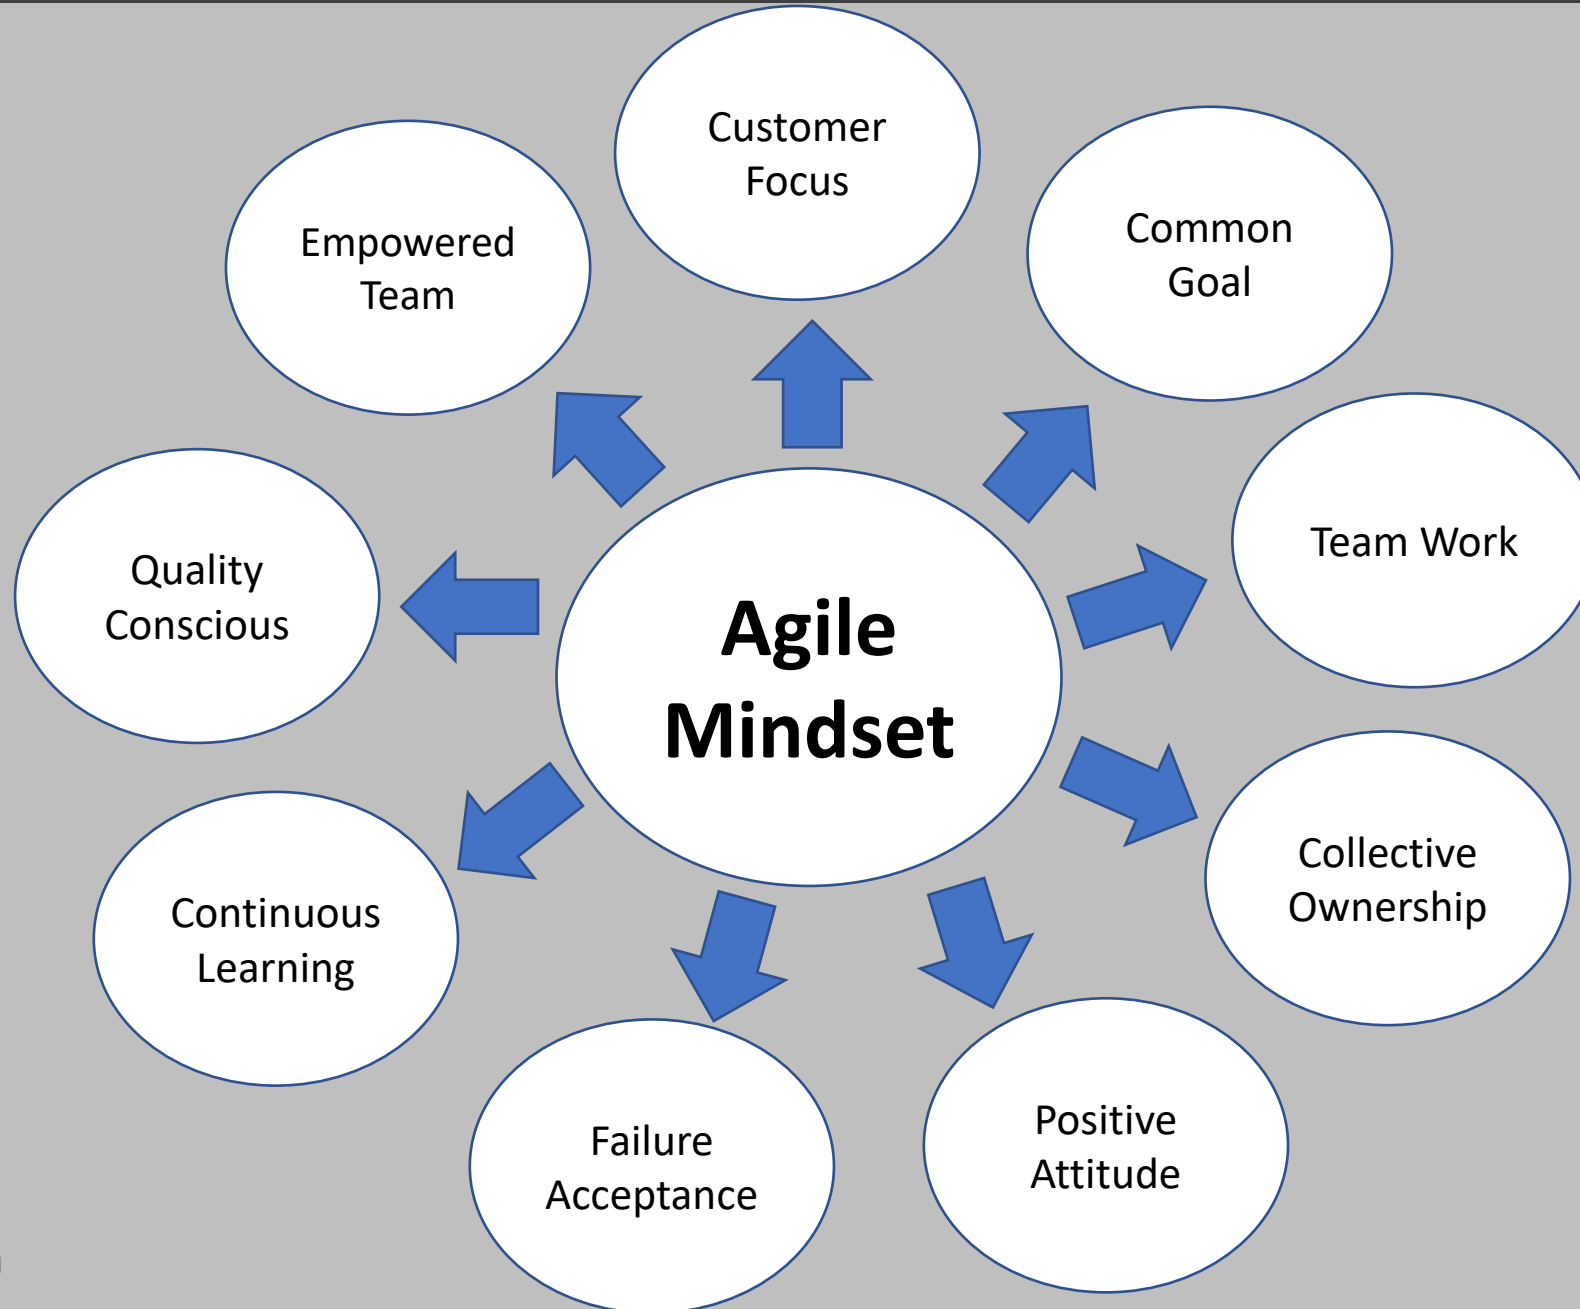 Customer
Focus
Common
Goal
Team Work
Collective
Ownership
Positive
Attitude
Failure
Acceptance
Continuous
Learning
Quality
Conscious
Empowered
Team
Agile
Mindset